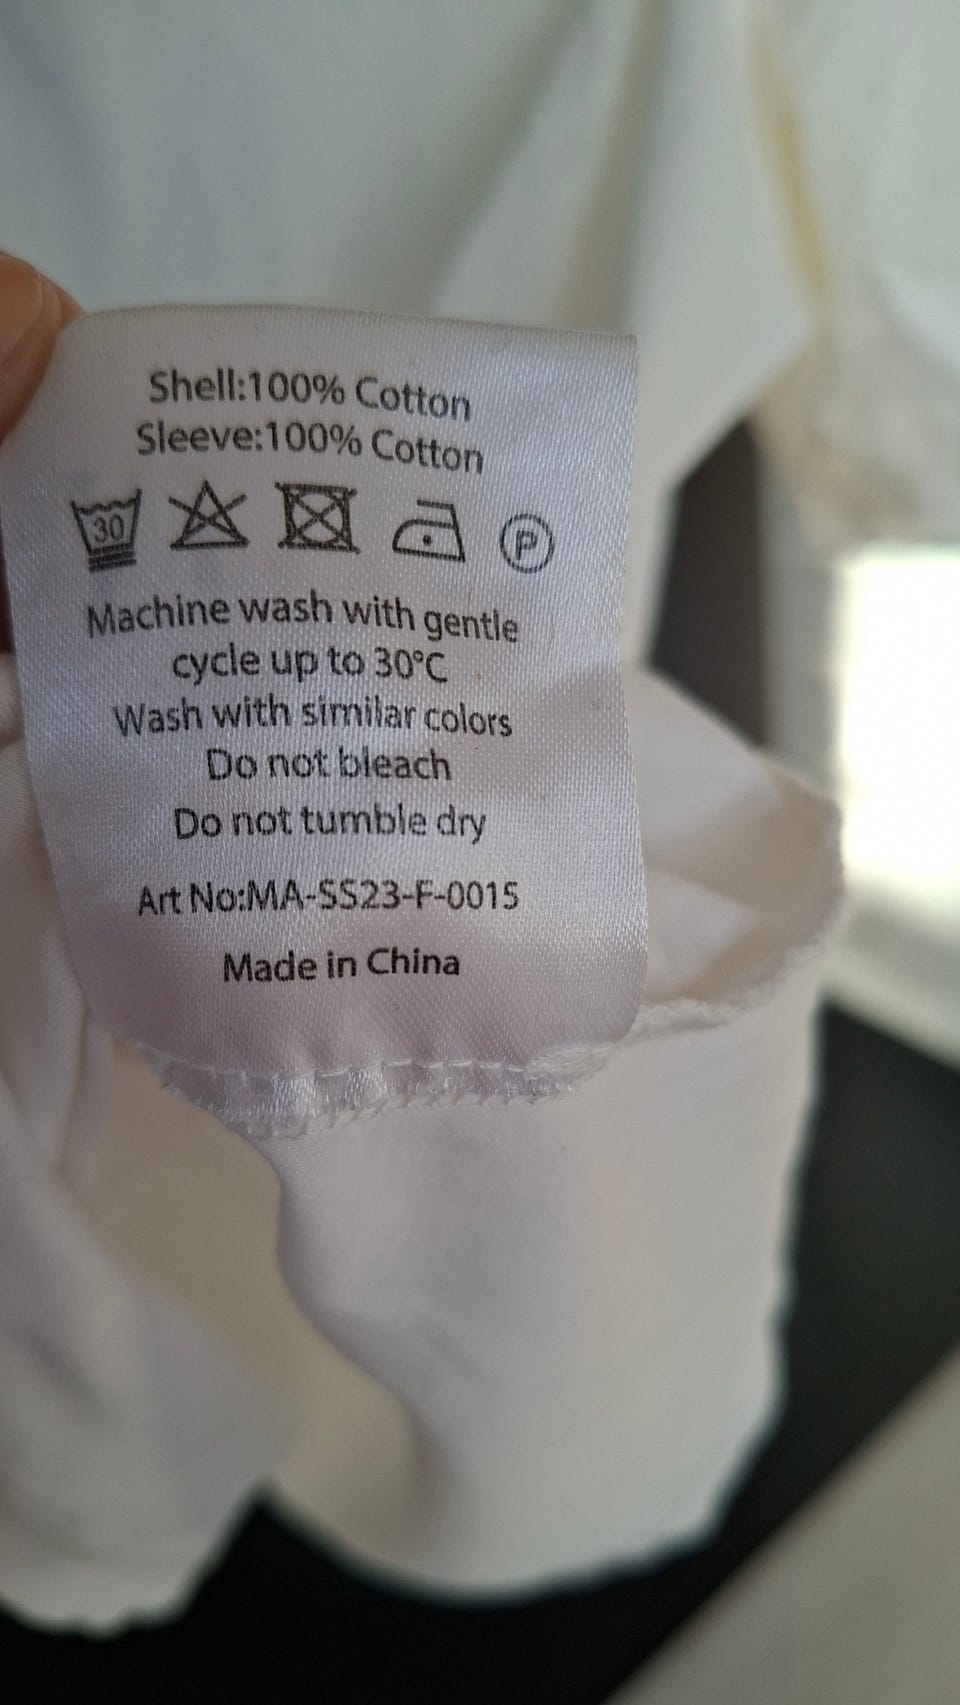 Shell:100% Cotton
Sleeve:100% Cotton
30 P
Machine wash with gentle
cycle up to 30°C
Wash with similar colors
Do not bleach
Do not tumble dry
Art No:MA-SS23-F-0015
Made in China